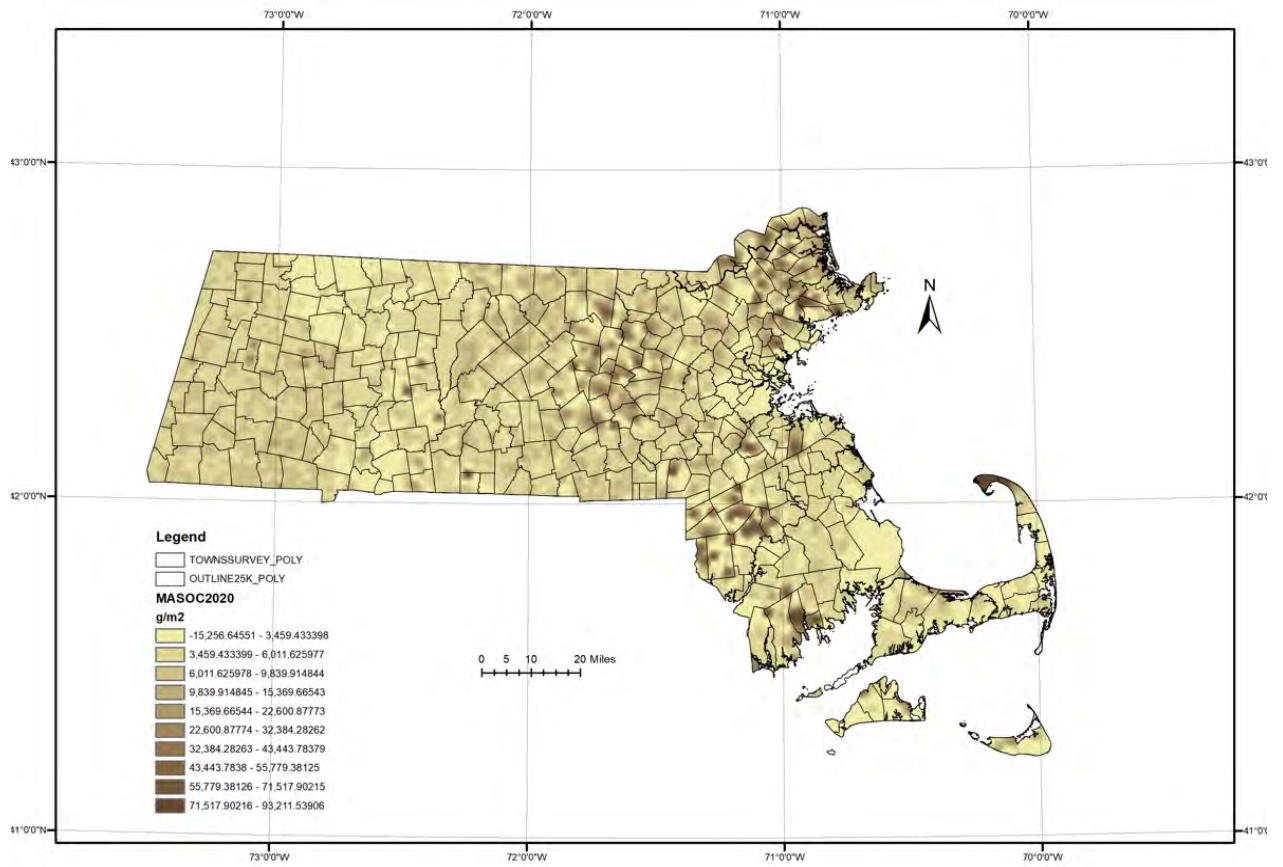 73°0'0"W 72°0'0"W 71°0'0"W 70°0'0"W
43°0'0"N 43°0'0"N
N
42°0'0"N 42°0'0"N
Legend
TOWNSSURVEY_POLY
OUTLINE25K_POLY
MASOC2020
g/m2
-15,256.64551 - 3,459.433398
3,459.433399 - 6,011.625977
6,011.625978 - 9,839.914844
9,839.914845 - 15,369.66543
15,369.66544 - 22,600.87773
22,600.87774 - 32,384.28262
32,384.28263 - 43,443.78379
43,443.7838 - 55,779.38125
55,779.38126 - 71,517.90215
71,517.90216 - 93,211.53906
0 5 10 20 Miles
41°0'0"N 41°0'0"N
73°0'0"W 72°0'0"W 71°0'0"W 70°0'0"W